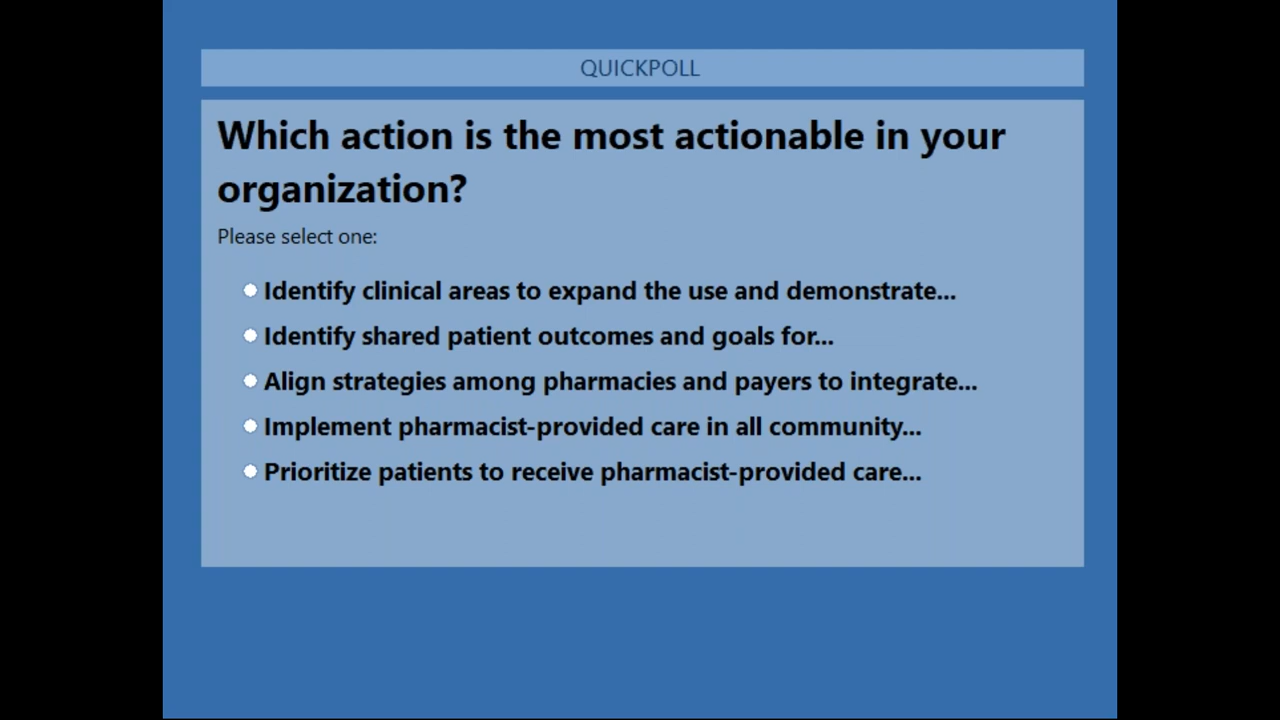 QUICKPOLL
Which action is the most actionable in your
organization?
Please select one:
Identify clinical areas to expand the use and demonstrate...
Identify shared patient outcomes and goals for...
Align strategies among pharmacies and payers to integrate...
Implement pharmacist-provided care in all community...
Prioritize patients to receive pharmacist-provided care...